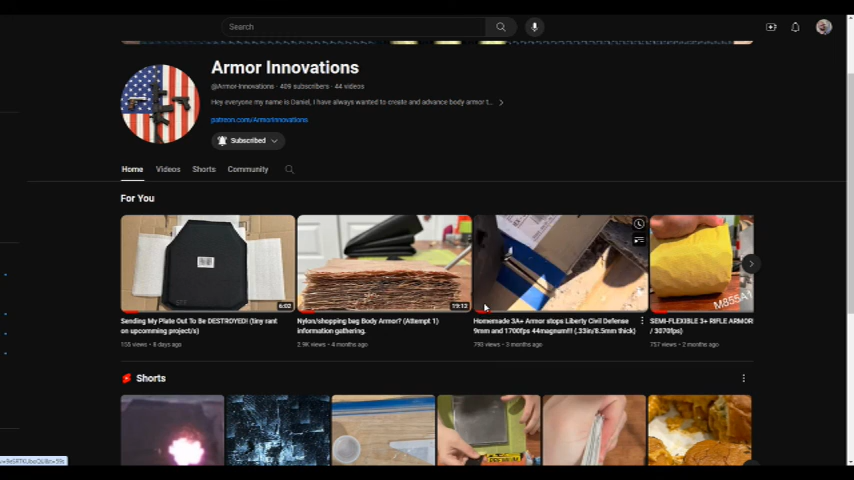 Search
Armor Innovations
@Armor-Innovations · 409 subscribers · 44 videos
Hey everyone my name is Daniel, I have always wanted to create and advance body armor t...
patreon.com/ArmorInnovations
Subscribed
Home Videos Shorts Community
For You
6:02
19:13
M855A1
Sending My Plate Out To Be DESTROYED! (tiny rant
on upcomming project/s)
155 views · 8 days ago
Nylon/shopping bag Body Armor? (Attempt 1)
information gathering.
2.9K views · 4 months ago
Homemade 3A+ Armor stops Liberty Civil Defense
9mm and 1700fps 44magnum!!! (.33in/8.5mm thick)
793 views · 3 months ago
SEMI-FLEXIBLE 3+ RIFLE ARMOR
/ 3070fps)
757 views · 2 months ago
Shorts
PREMIUM